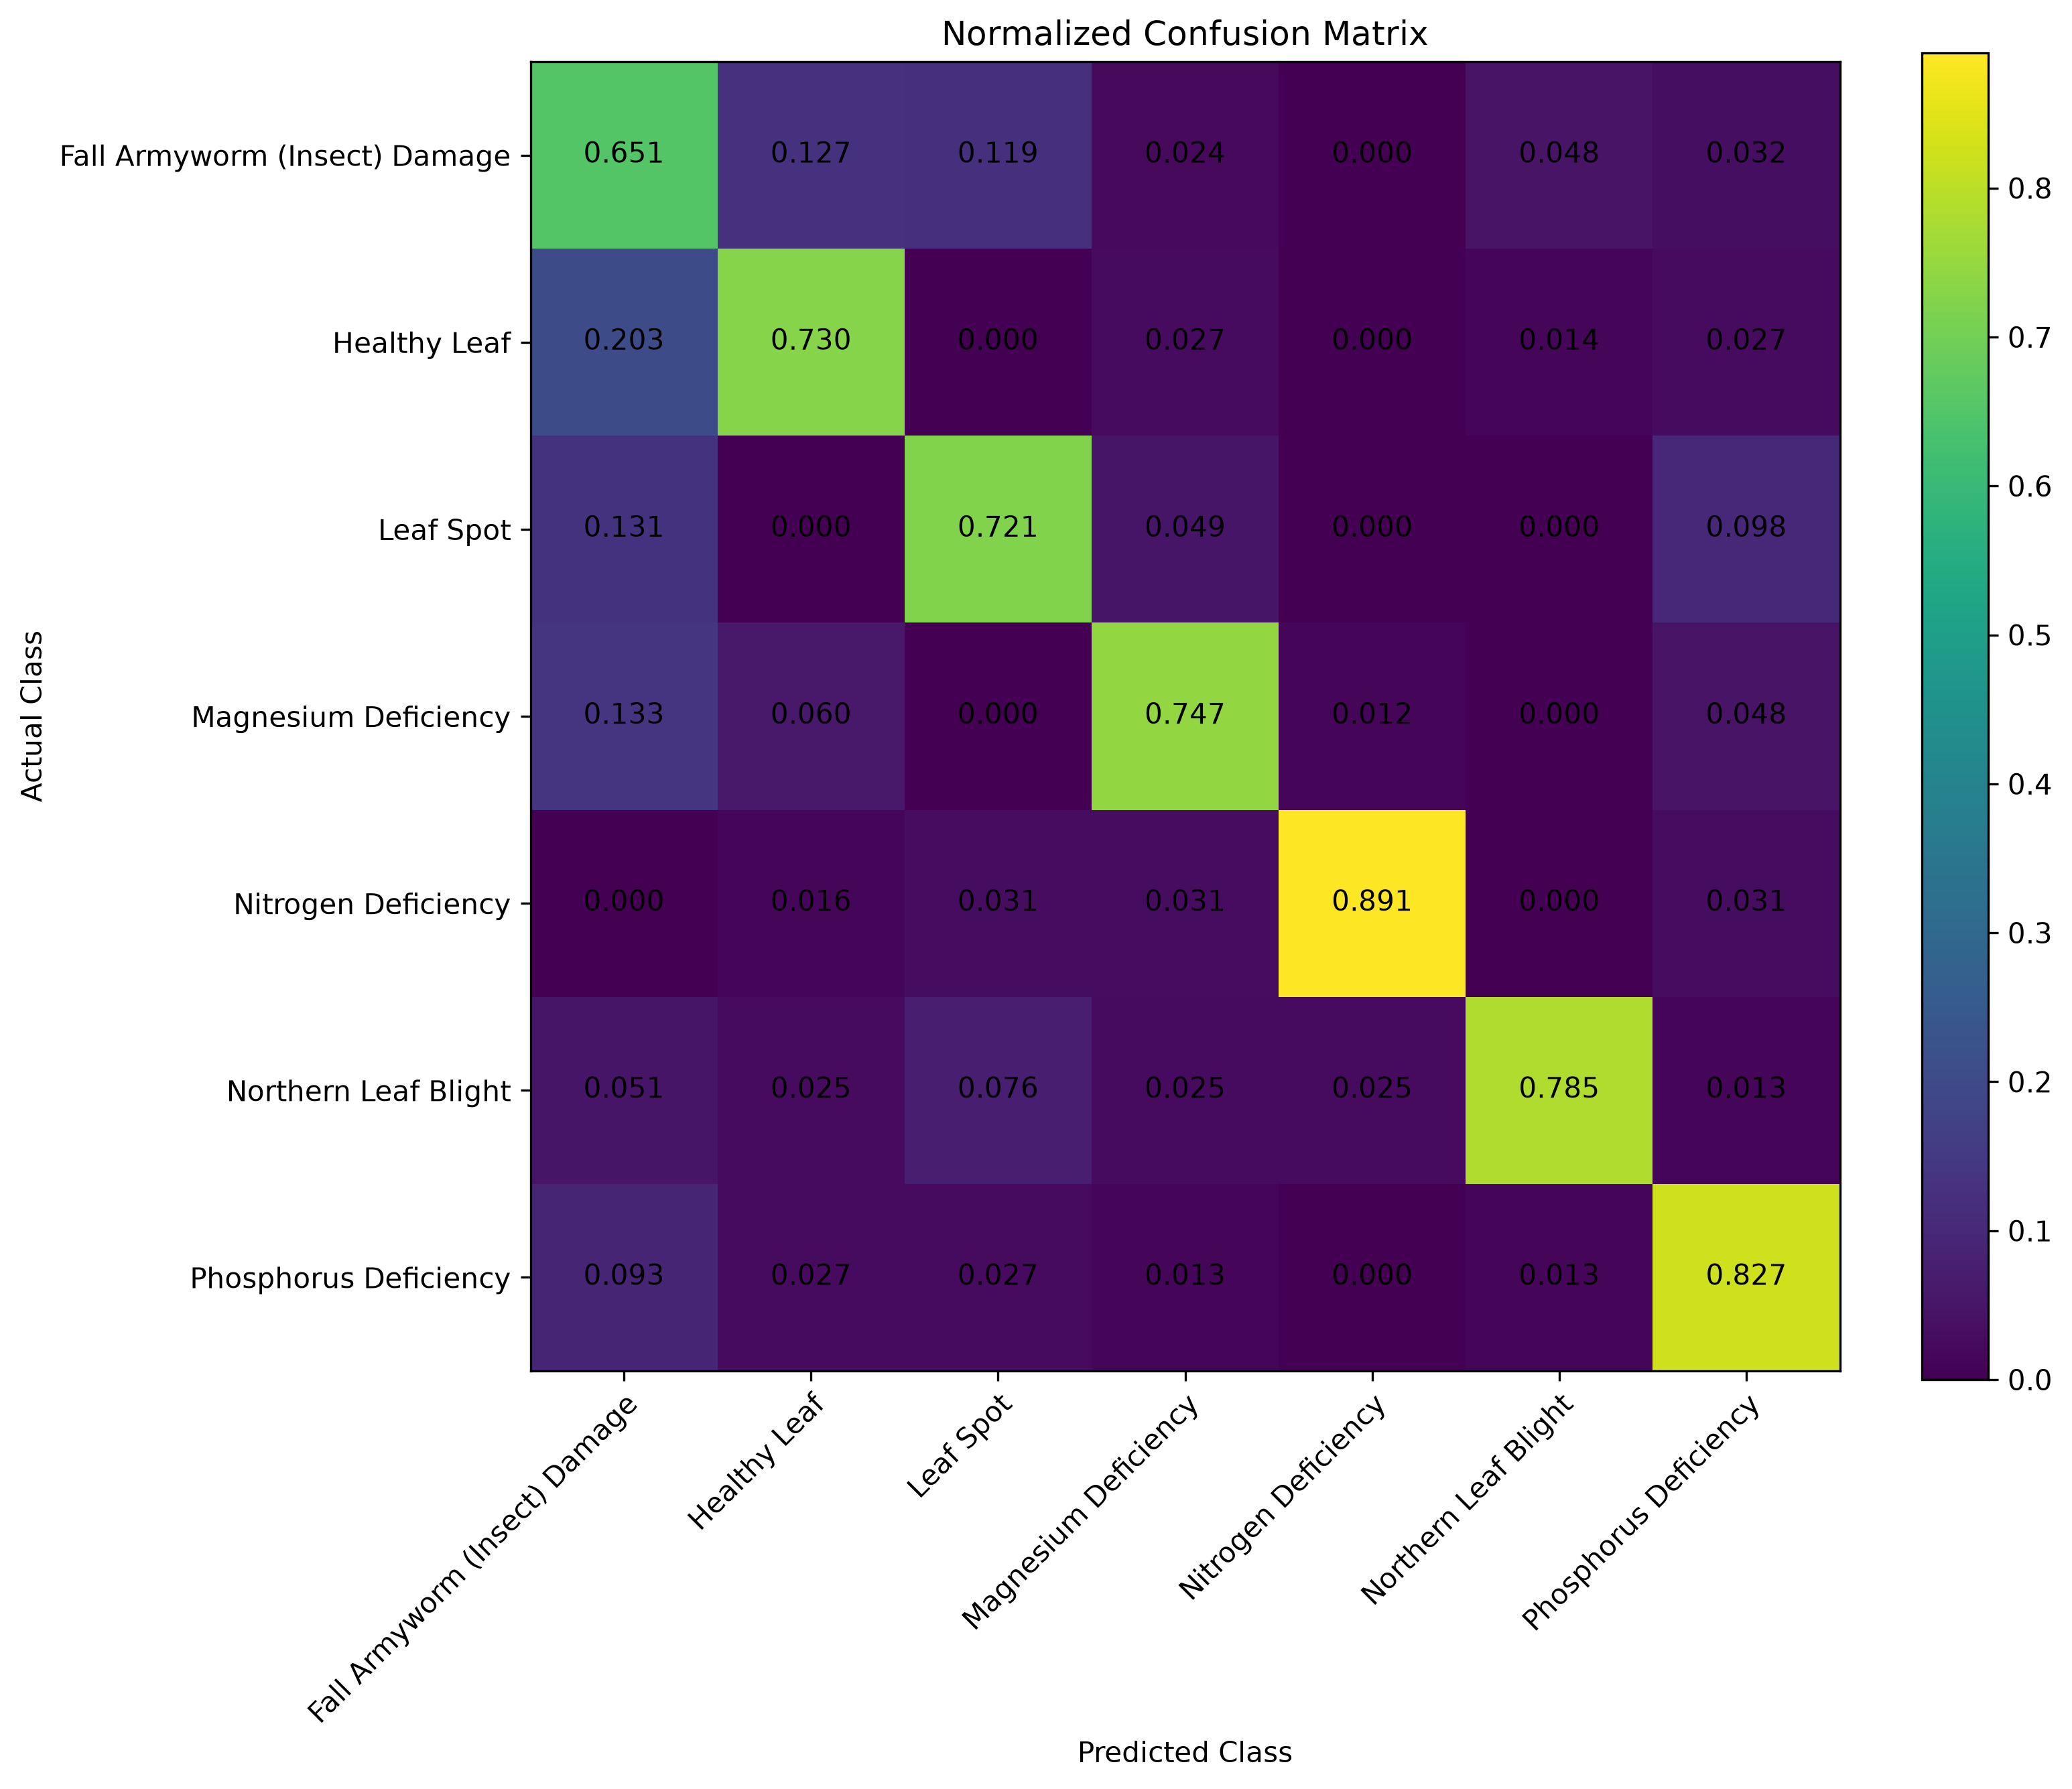 Normalized Confusion Matrix
Fall Armyworm (Insect) Damage 0.651 0.127 0.119 0.024 0.000 0.048 0.032
Healthy Leaf 0.203 0.730 0.000 0.027 0.000 0.014 0.027
Leaf Spot 0.131 0.000 0.721 0.049 0.000 0.000 0.098
Magnesium Deficiency 0.133 0.060 0.000 0.747 0.012 0.000 0.048
Nitrogen Deficiency 0.000 0.016 0.031 0.031 0.891 0.000 0.031
Northern Leaf Blight 0.051 0.025 0.076 0.025 0.025 0.785 0.013
Phosphorus Deficiency 0.093 0.027 0.027 0.013 0.000 0.013 0.827
Actual Class
Fall Armyworm (Insect) Damage
Healthy Leaf
Leaf Spot
Magnesium Deficiency
Nitrogen Deficiency
Northern Leaf Blight
Phosphorus Deficiency
Predicted Class
0.8
0.7
0.6
0.5
0.4
0.3
0.2
0.1
0.0